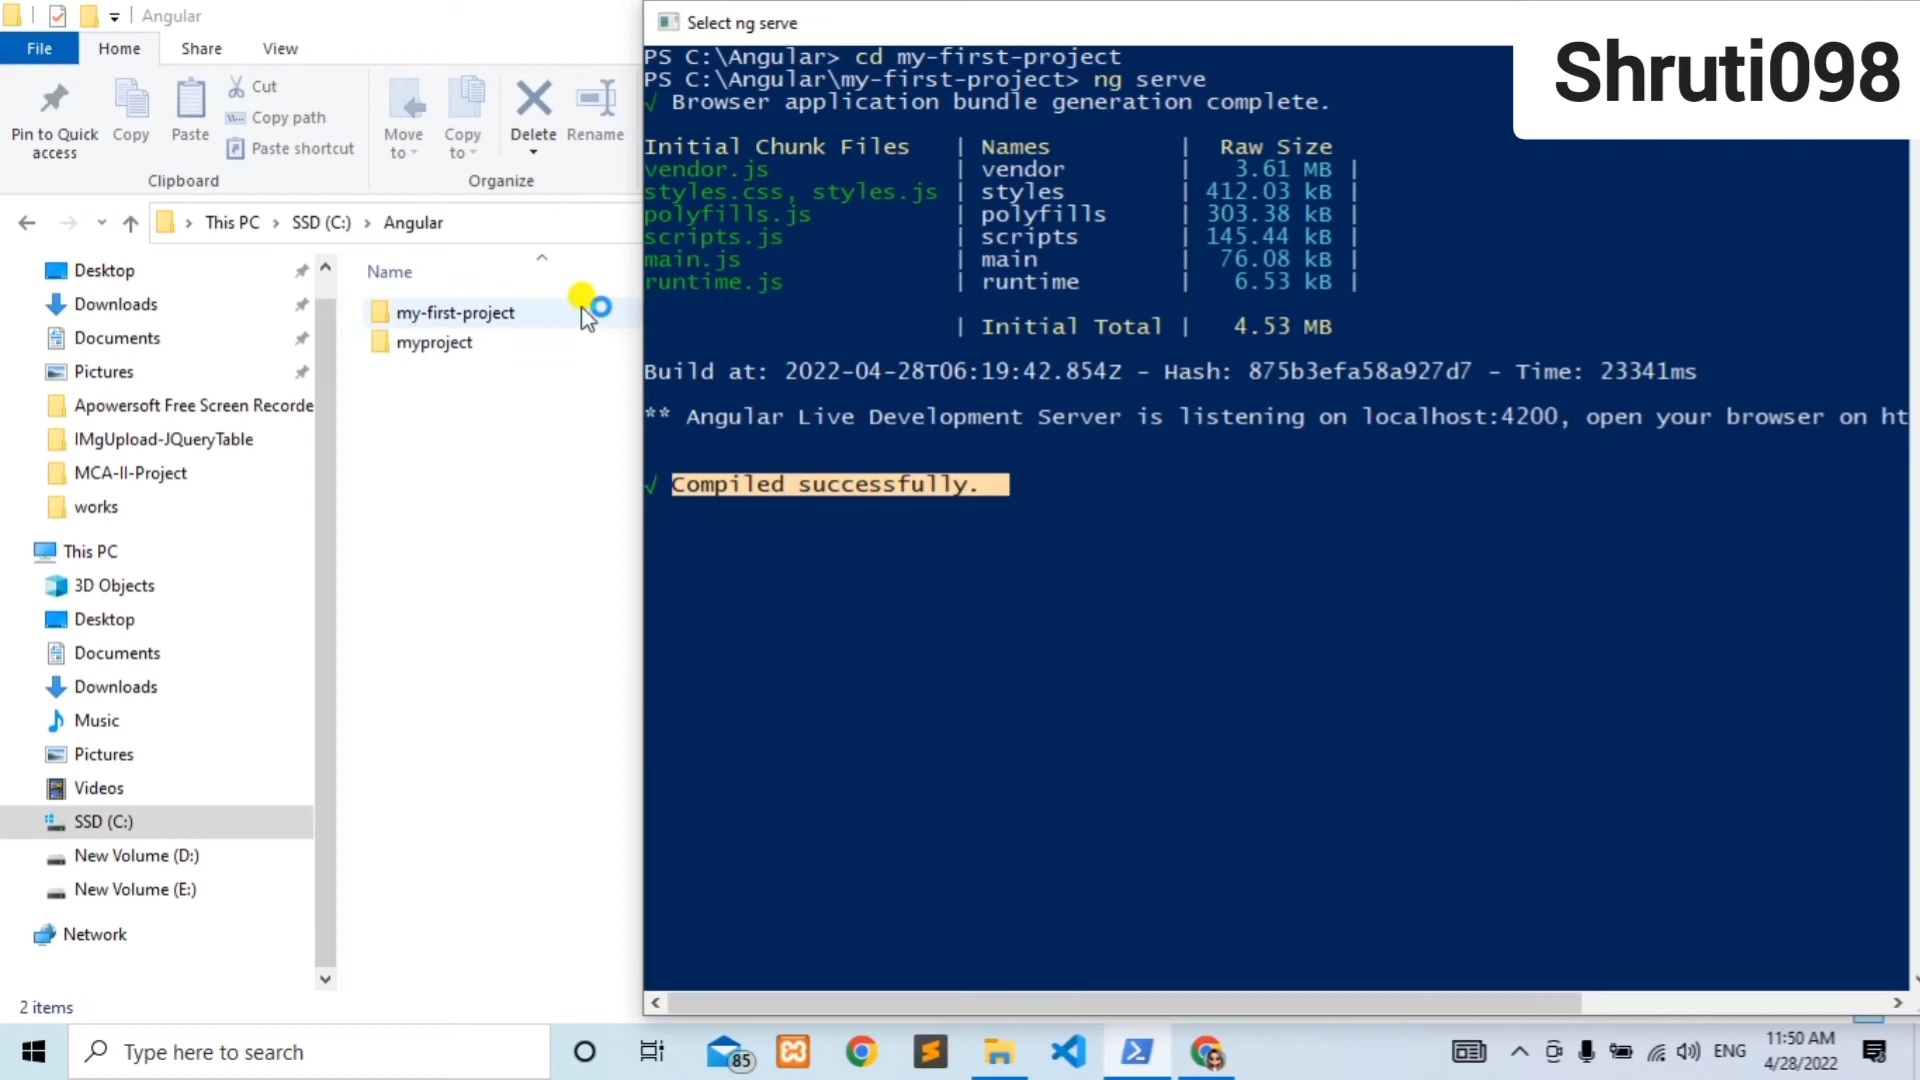 Angular
File Home Share View
Pin to Quick access
Copy
Paste
Cut
Copy path
Paste shortcut
Clipboard
Move to
Copy to
Delete
Rename
Organize
This PC > SSD (C:) > Angular
Desktop
Downloads
Documents
Pictures
Apowersoft Free Screen Recorde
IMgUpload-JQueryTable
MCA-II-Project
works
This PC
3D Objects
Desktop
Documents
Downloads
Music
Pictures
Videos
SSD (C:)
New Volume (D:)
New Volume (E:)
Network
2 items
Name
my-first-project
myproject
Select ng serve
PS C:\Angular> cd my-first-project
PS C:\Angular\my-first-project> ng serve
√ Browser application bundle generation complete.
Initial Chunk Files | Names | Raw Size
vendor.js | vendor | 3.61 MB |
styles.css, styles.js | styles | 412.03 kB |
polyfills.js | polyfills | 303.38 kB |
scripts.js | scripts | 145.44 kB |
main.js | main | 76.08 kB |
runtime.js | runtime | 6.53 kB |
| Initial Total | 4.53 MB
Build at: 2022-04-28T06:19:42.854Z - Hash: 875b3efa58a927d7 - Time: 23341ms
** Angular Live Development Server is listening on localhost:4200, open your browser on ht
√ Compiled successfully.
Shruti098
Type here to search
85
ENG
11:50 AM
4/28/2022